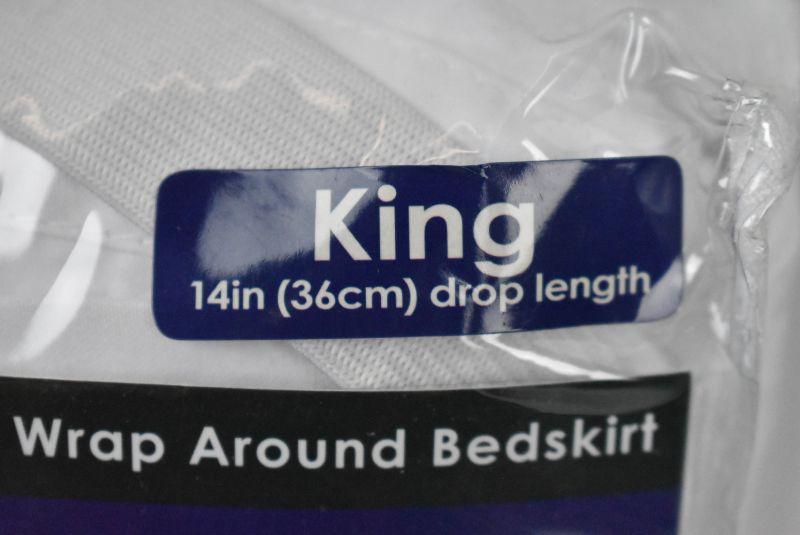 King
14in (36cm) drop length
Wrap Around Bedskirt